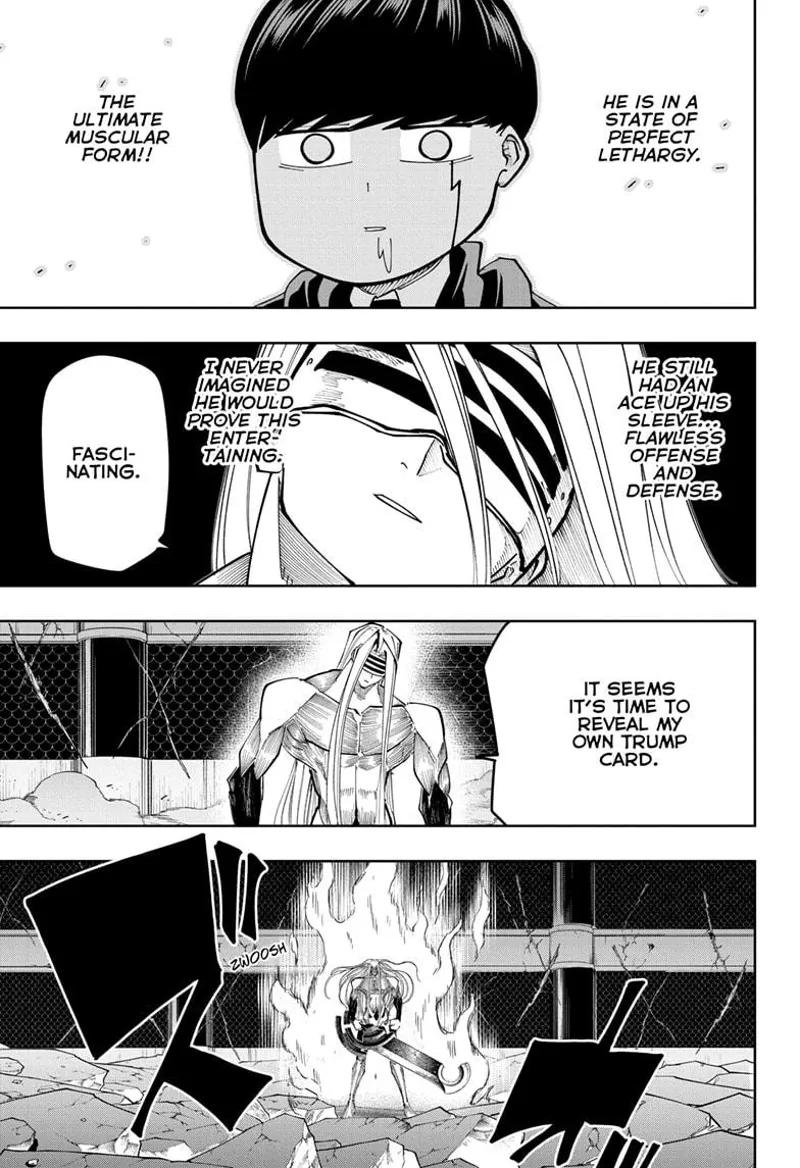 HE IS IN A
STATE OF
PERFECT
LETHARGY.
THE
ULTIMATE
MUSCULAR
FORM!!
HE STILL
HAD AN
ACE UP HIS
SLEEVE...
FLAWLESS
OFFENSE
AND
DEFENSE.
I NEVER
IMAGINED
HE WOULD
PROVE THIS
ENTER-
TAINING.
FASCI-
NATING.
IT SEEMS
IT'S TIME TO
REVEAL MY
OWN TRUMP
CARD.
ZWOOSH